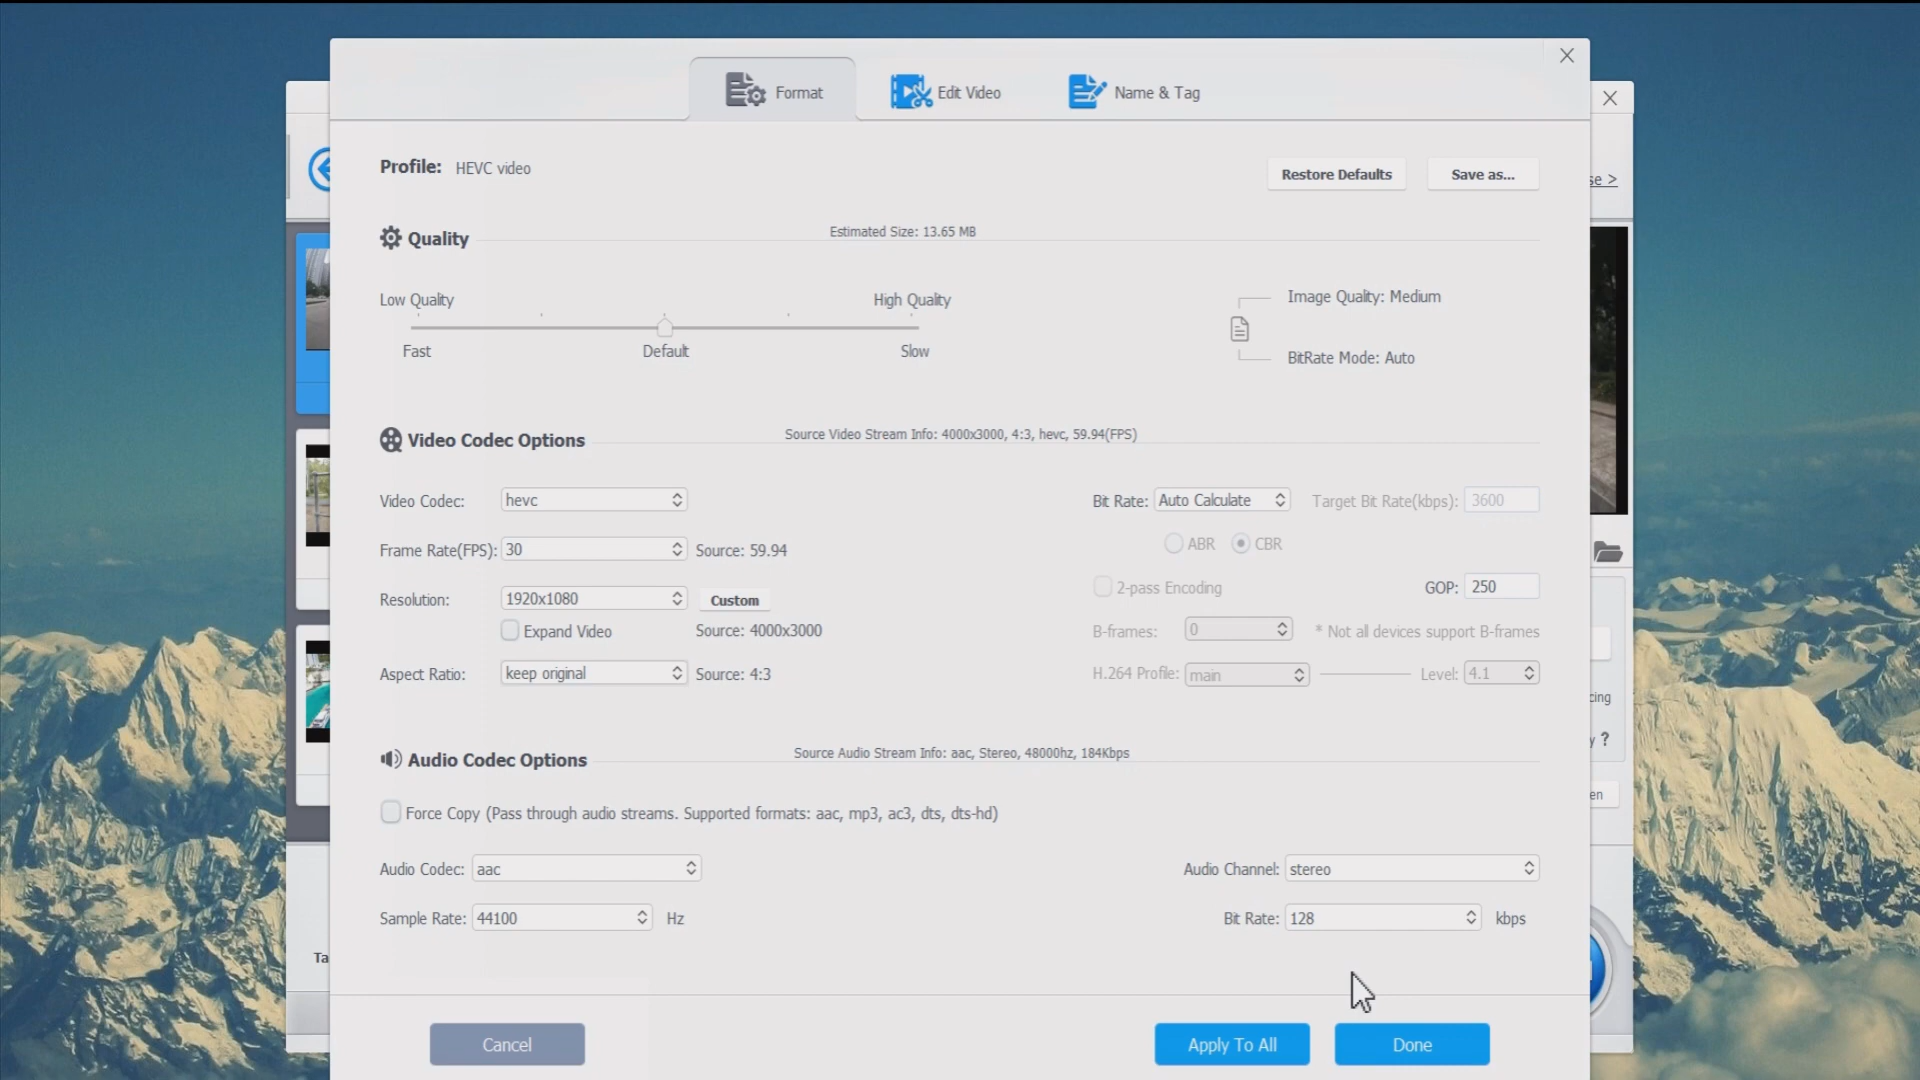 Format
Edit Video
Name & Tag
Profile: HEVC video
Restore Defaults
Save as...
se >
Quality
Estimated Size: 13.65 MB
Low Quality
High Quality
Fast
Default
Slow
Image Quality: Medium
BitRate Mode: Auto
Video Codec Options
Source Video Stream Info: 4000x3000, 4:3, hevc, 59.94(FPS)
Video Codec: hevc
Bit Rate: Auto Calculate
Target Bit Rate(kbps): 3600
ABR
CBR
Frame Rate(FPS): 30
Source: 59.94
2-pass Encoding
GOP: 250
Resolution: 1920x1080
Custom
Expand Video
Source: 4000x3000
B-frames: 0
* Not all devices support B-frames
Aspect Ratio: keep original
Source: 4:3
H.264 Profile: main
Level: 4.1
cing
y ?
Audio Codec Options
Source Audio Stream Info: aac, Stereo, 48000hz, 184Kbps
en
Force Copy (Pass through audio streams. Supported formats: aac, mp3, ac3, dts, dts-hd)
Audio Codec: aac
Audio Channel: stereo
Sample Rate: 44100 Hz
Bit Rate: 128 kbps
Ta
Cancel
Apply To All
Done